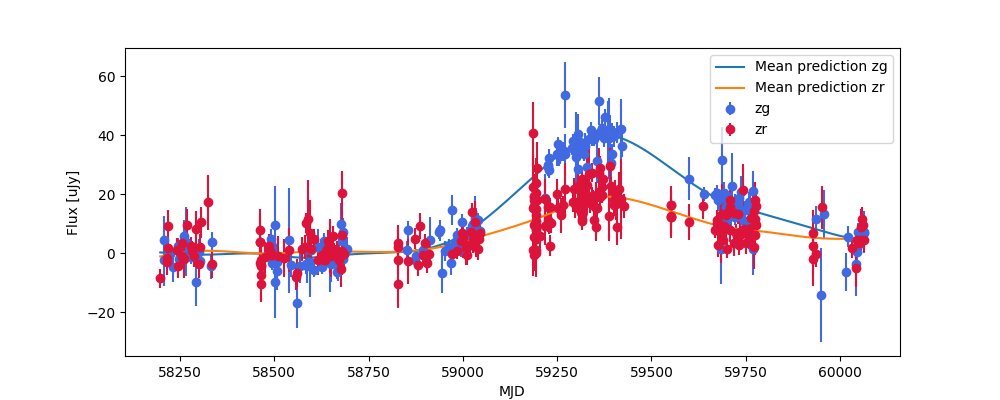 60
40
20
0
−20
Flux [uJy]
58250 58500 58750 59000 59250 59500 59750 60000
MJD
Mean prediction zg
Mean prediction zr
zg
zr